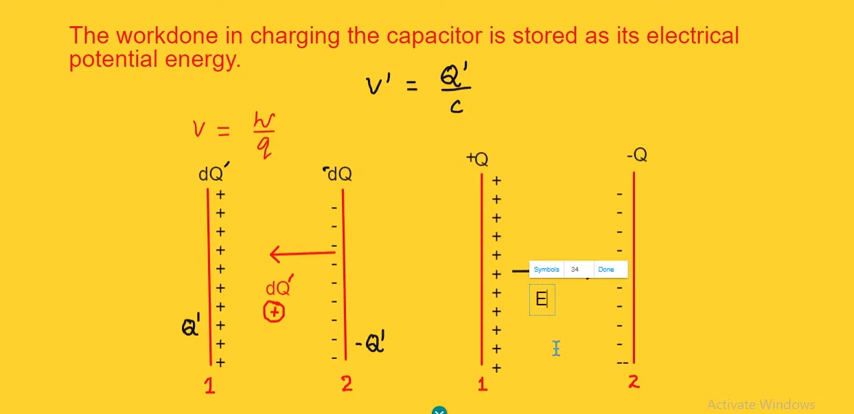 The workdone in charging the capacitor is stored as its electrical
potential energy.
V' = Q'/c
V = W/q
dQ'
dQ
+Q
-Q
Symbols 34 Done
dQ'
+
E
Q'
-Q'
1
2
1
2
Activate Windows